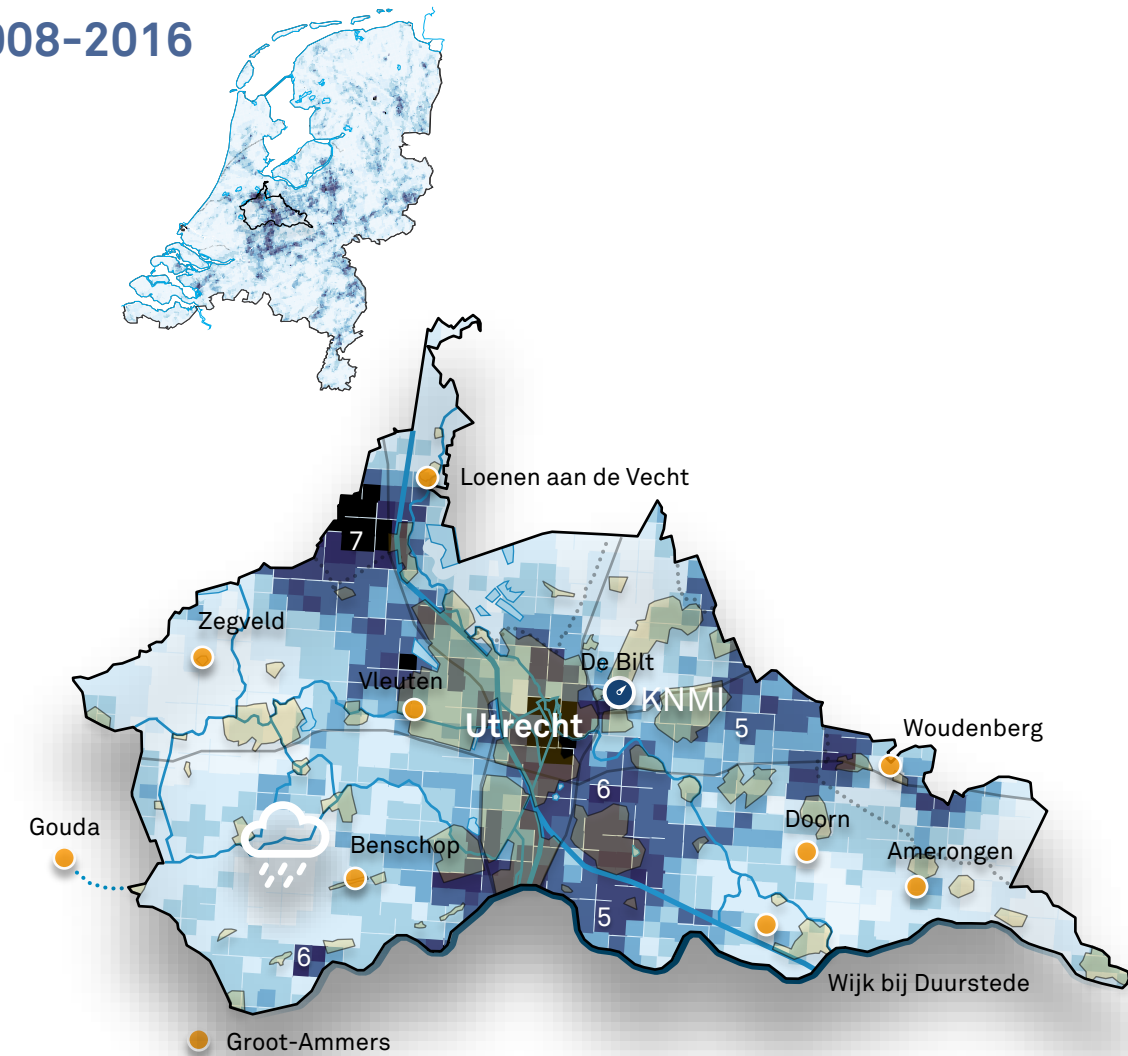 008-2016
Loenen aan de Vecht
7
Zegveld
De Bilt
Vleuten
KNMI
Utrecht
5
Woudenberg
6
Gouda
Doorn
Benschop
Amerongen
5
6
Wijk bij Duurstede
Groot-Ammers